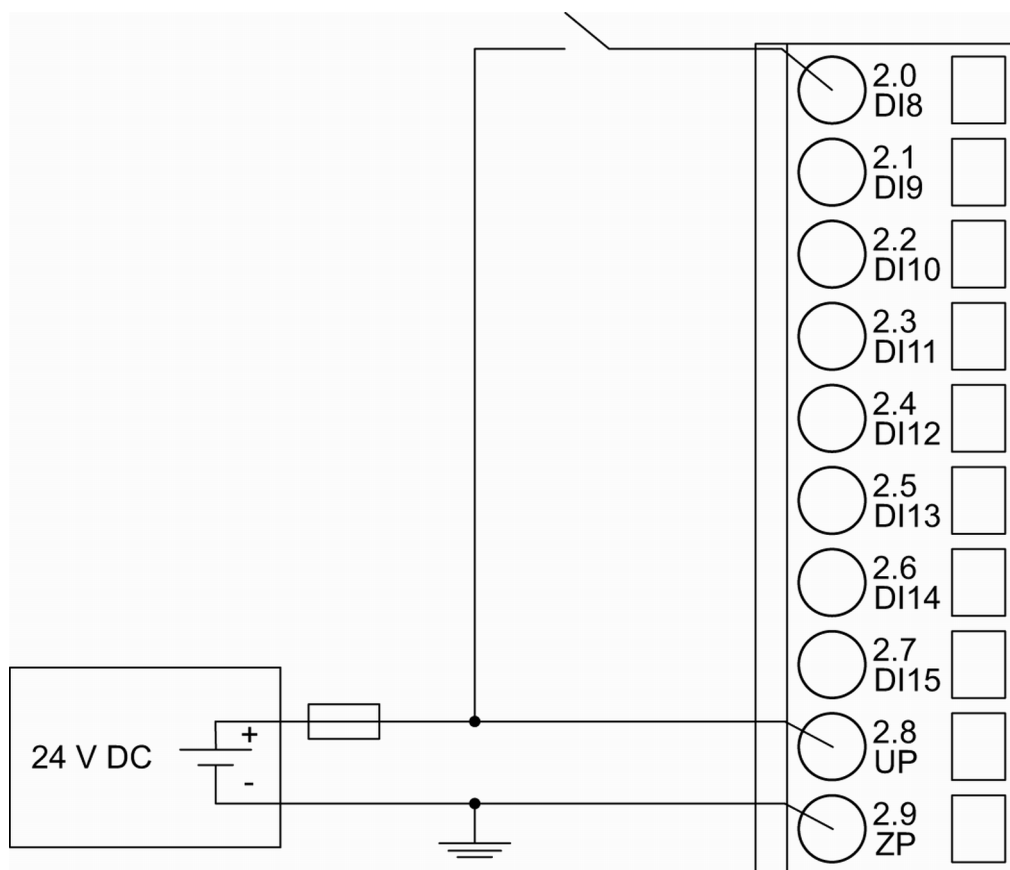 2.0
DI8
2.1
DI9
2.2
DI10
2.3
DI11
2.4
DI12
2.5
DI13
2.6
DI14
2.7
DI15
+
24 V DC
-
2.8
UP
2.9
ZP